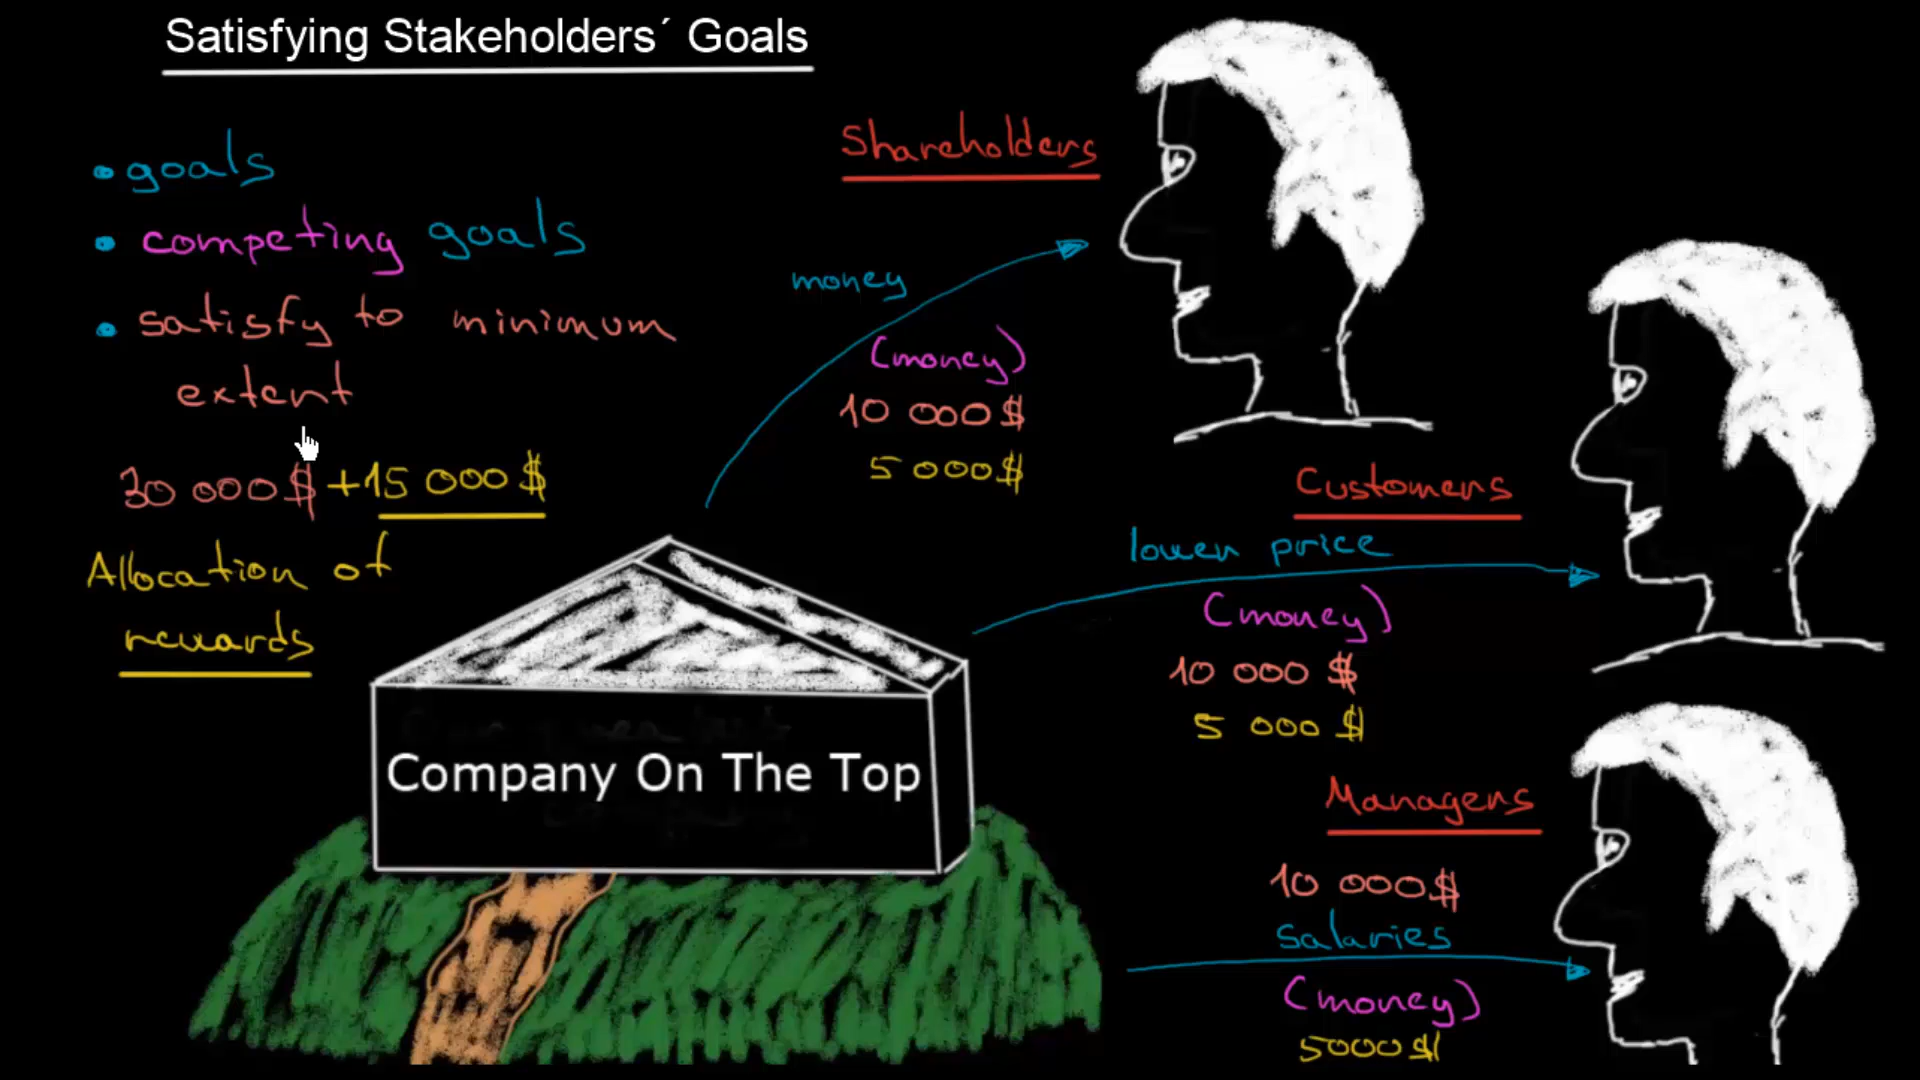 Satisfying Stakeholders´ Goals
• goals
• competing goals
• satisfy to minimum
extent
30 000$ +15 000$
Allocation of
rewards
Shareholders
money
(money)
10 000$
5 000$
Customers
lower price
(money)
10 000 $
5 000 $
Managers
10 000$
Salaries
(money)
5000$
Company On The Top